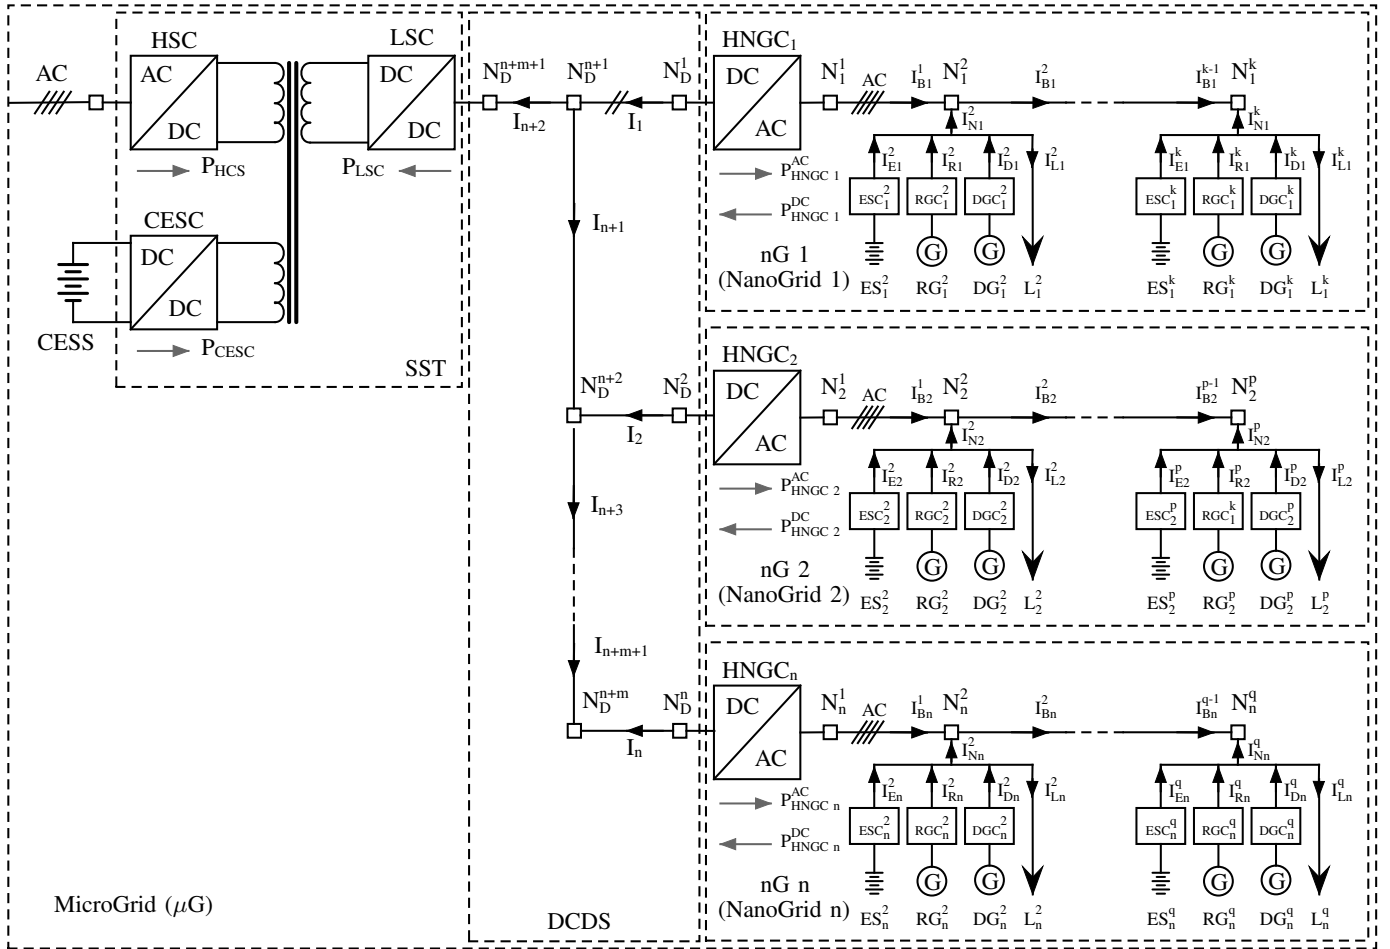 HSC
LSC
AC
AC
DC
DC
DC
P_HCS
P_LSC
CESC
DC
DC
CESS
P_CESC
SST
MicroGrid (μG)
N_D^{n+m+1}
N_D^{n+1}
N_D^1
I_{n+2}
I_1
I_{n+1}
N_D^{n+2}
N_D^2
I_2
I_{n+3}
I_{n+m+1}
N_D^{n+m}
N_D^n
I_n
DCDS
HNGC_1
DC
AC
N_1^1
AC
I_{B1}^1
N_1^2
I_{B1}^2
I_{B1}^{k-1}
N_1^k
I_{N1}^2
I_{N1}^k
P_{HNGC 1}^{AC}
I_{E1}^2
I_{R1}^2
I_{D1}^2
I_{L1}^2
I_{E1}^k
I_{R1}^k
I_{D1}^k
I_{L1}^k
P_{HNGC 1}^{DC}
ESC_1^2
RGC_1^2
DGC_1^2
ESC_1^k
RGC_1^k
DGC_1^k
nG 1
(NanoGrid 1)
G
G
G
G
ES_1^2
RG_1^2
DG_1^2
L_1^2
ES_1^k
RG_1^k
DG_1^k
L_1^k
HNGC_2
DC
AC
N_2^1
AC
I_{B2}^1
N_2^2
I_{B2}^2
I_{B2}^{p-1}
N_2^p
I_{N2}^2
I_{N2}^p
P_{HNGC 2}^{AC}
I_{E2}^2
I_{R2}^2
I_{D2}^2
I_{L2}^2
I_{E2}^p
I_{R2}^p
I_{D2}^p
I_{L2}^p
P_{HNGC 2}^{DC}
ESC_2^2
RGC_2^2
DGC_2^2
ESC_2^p
RGC_1^k
DGC_2^p
nG 2
(NanoGrid 2)
G
G
G
G
ES_2^2
RG_2^2
DG_2^2
L_2^2
ES_2^p
RG_2^p
DG_2^p
L_2^p
HNGC_n
DC
AC
N_n^1
AC
I_{Bn}^1
N_n^2
I_{Bn}^2
I_{Bn}^{q-1}
N_n^q
I_{Nn}^2
I_{Nn}^q
P_{HNGC n}^{AC}
I_{En}^2
I_{Rn}^2
I_{Dn}^2
I_{Ln}^2
I_{En}^q
I_{Rn}^q
I_{Dn}^q
I_{Ln}^q
P_{HNGC n}^{DC}
ESC_n^2
RGC_n^2
DGC_n^2
ESC_n^q
RGC_n^q
DGC_n^q
nG n
(NanoGrid n)
G
G
G
G
ES_n^2
RG_n^2
DG_n^2
L_n^2
ES_n^q
RG_n^q
DG_n^q
L_n^q